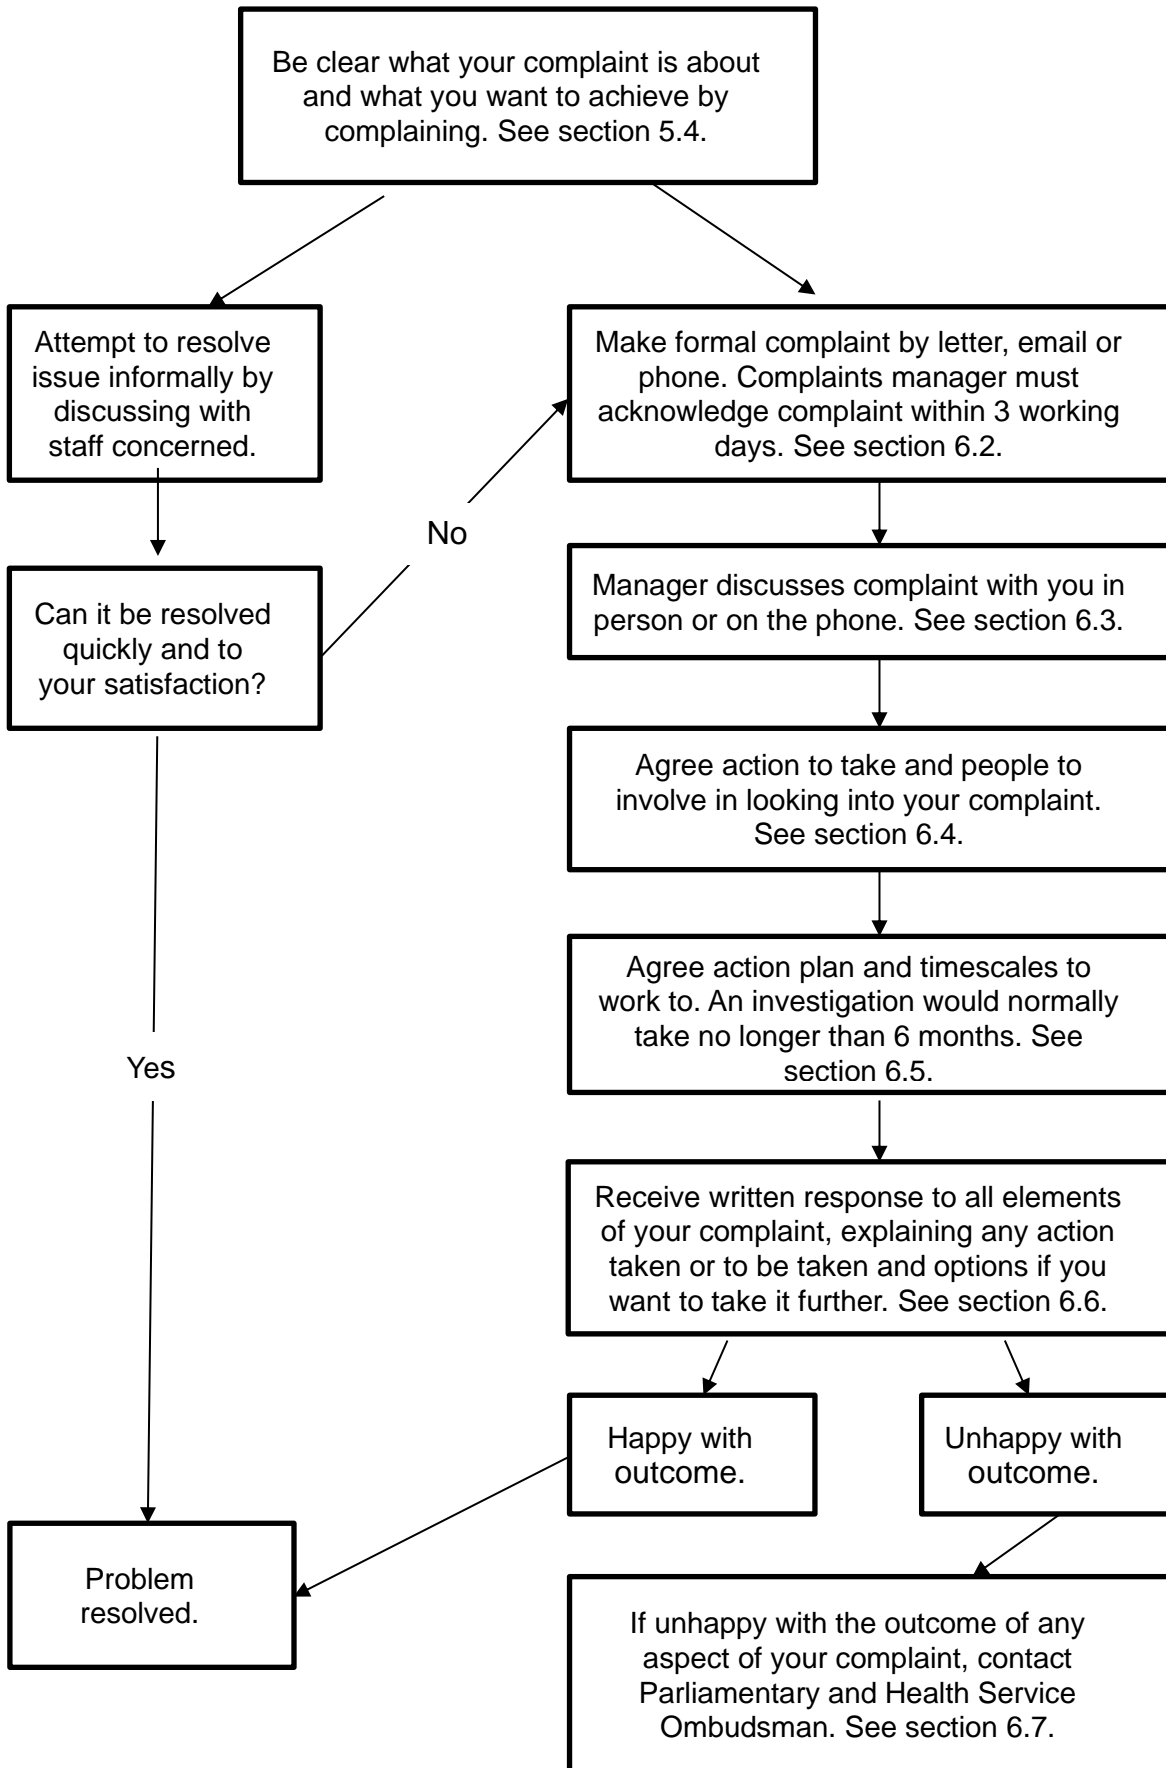 Be clear what your complaint is about
and what you want to achieve by
complaining. See section 5.4.
Attempt to resolve
issue informally by
discussing with
staff concerned.
Make formal complaint by letter, email or
phone. Complaints manager must
acknowledge complaint within 3 working
days. See section 6.2.
No
Can it be resolved
quickly and to
your satisfaction?
Manager discusses complaint with you in
person or on the phone. See section 6.3.
Agree action to take and people to
involve in looking into your complaint.
See section 6.4.
Agree action plan and timescales to
work to. An investigation would normally
take no longer than 6 months. See
section 6.5.
Yes
Receive written response to all elements
of your complaint, explaining any action
taken or to be taken and options if you
want to take it further. See section 6.6.
Happy with
outcome.
Unhappy with
outcome.
Problem
resolved.
If unhappy with the outcome of any
aspect of your complaint, contact
Parliamentary and Health Service
Ombudsman. See section 6.7.